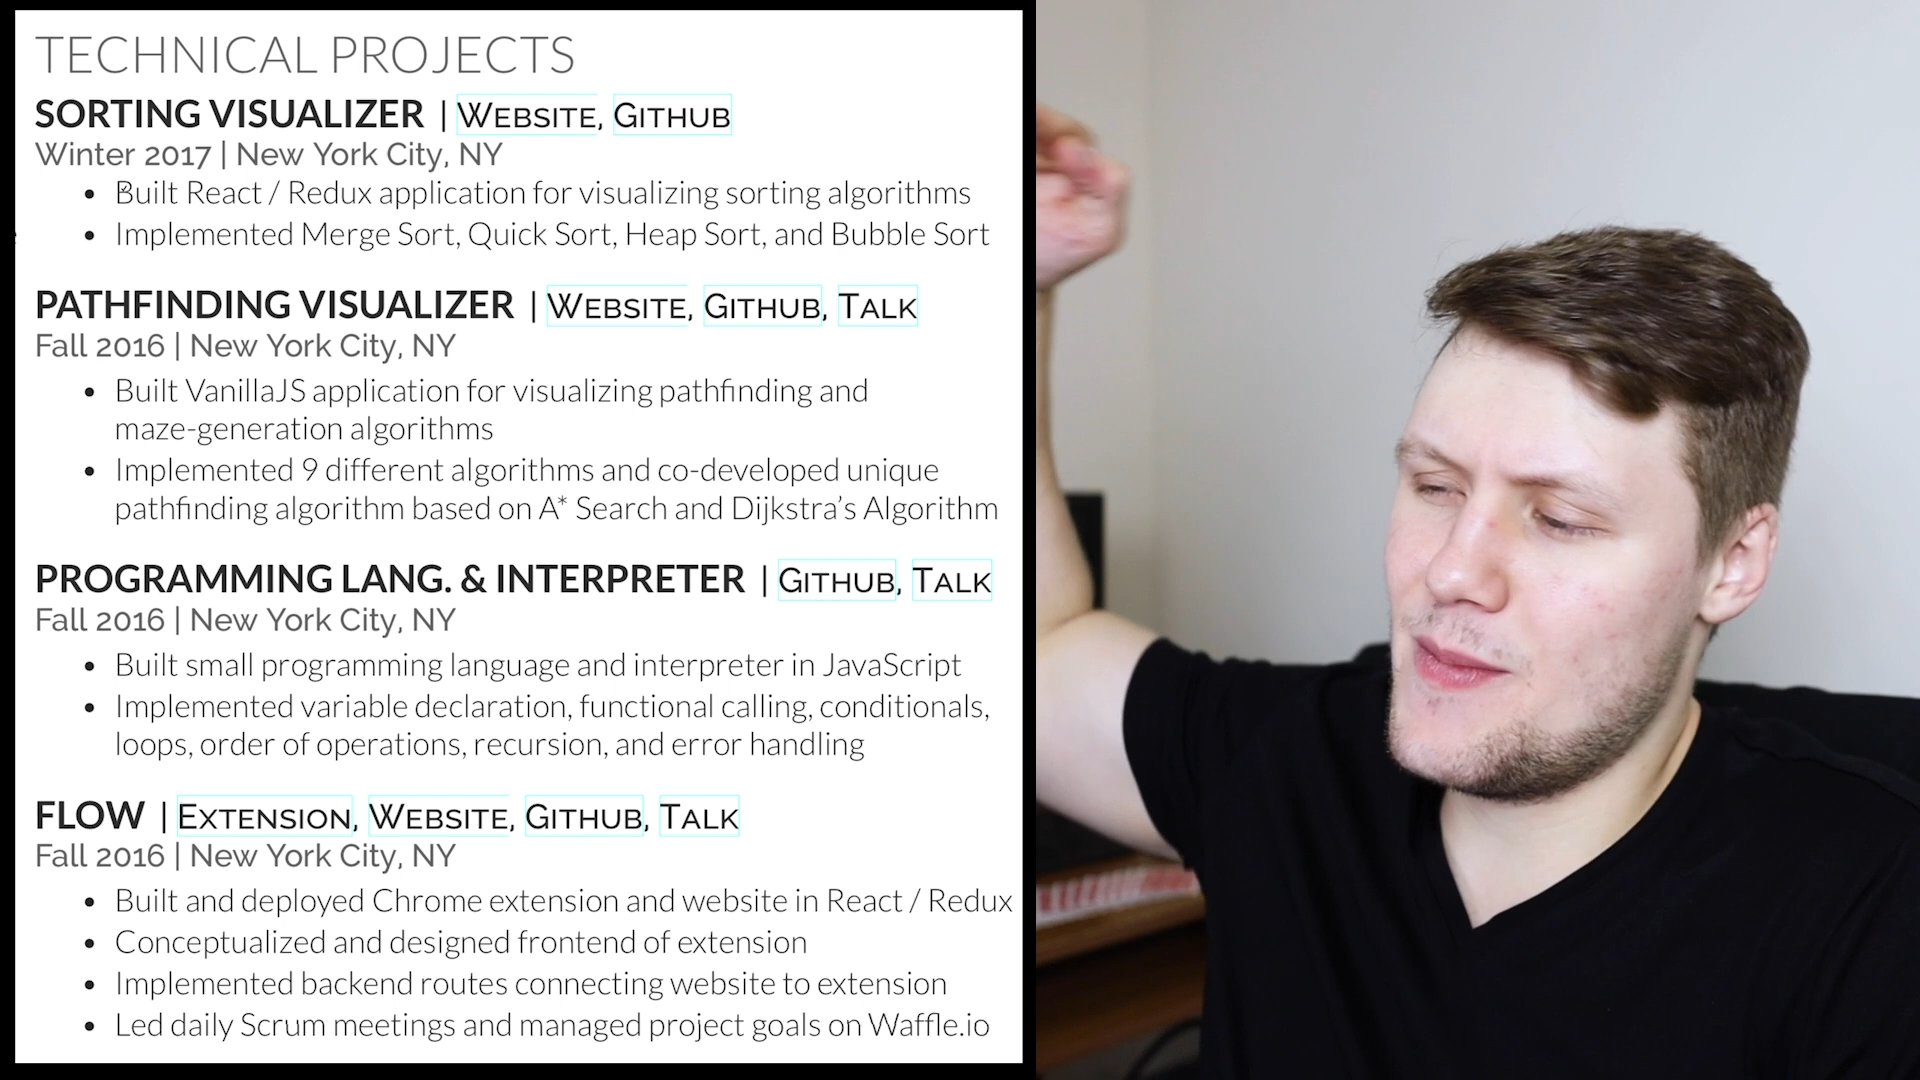 TECHNICAL PROJECTS
SORTING VISUALIZER | WEBSITE, GITHUB
Winter 2017 | New York City, NY
• Built React / Redux application for visualizing sorting algorithms
• Implemented Merge Sort, Quick Sort, Heap Sort, and Bubble Sort
PATHFINDING VISUALIZER | WEBSITE, GITHUB, TALK
Fall 2016 | New York City, NY
• Built VanillaJS application for visualizing pathfinding and
maze-generation algorithms
• Implemented 9 different algorithms and co-developed unique
pathfinding algorithm based on A* Search and Dijkstra’s Algorithm
PROGRAMMING LANG. & INTERPRETER | GITHUB, TALK
Fall 2016 | New York City, NY
• Built small programming language and interpreter in JavaScript
• Implemented variable declaration, functional calling, conditionals,
loops, order of operations, recursion, and error handling
FLOW | EXTENSION, WEBSITE, GITHUB, TALK
Fall 2016 | New York City, NY
• Built and deployed Chrome extension and website in React / Redux
• Conceptualized and designed frontend of extension
• Implemented backend routes connecting website to extension
• Led daily Scrum meetings and managed project goals on Waffle.io